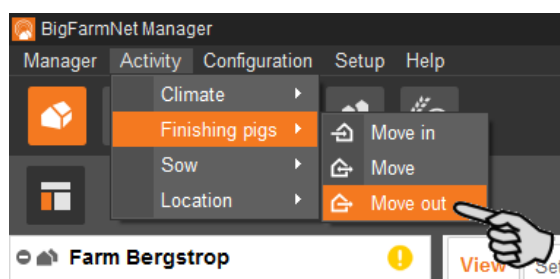 BigFarmNet Manager
Manager Activity Configuration Setup Help
Climate
Finishing pigs
Move in
Sow
Move
Location
Move out
Farm Bergstrop
View